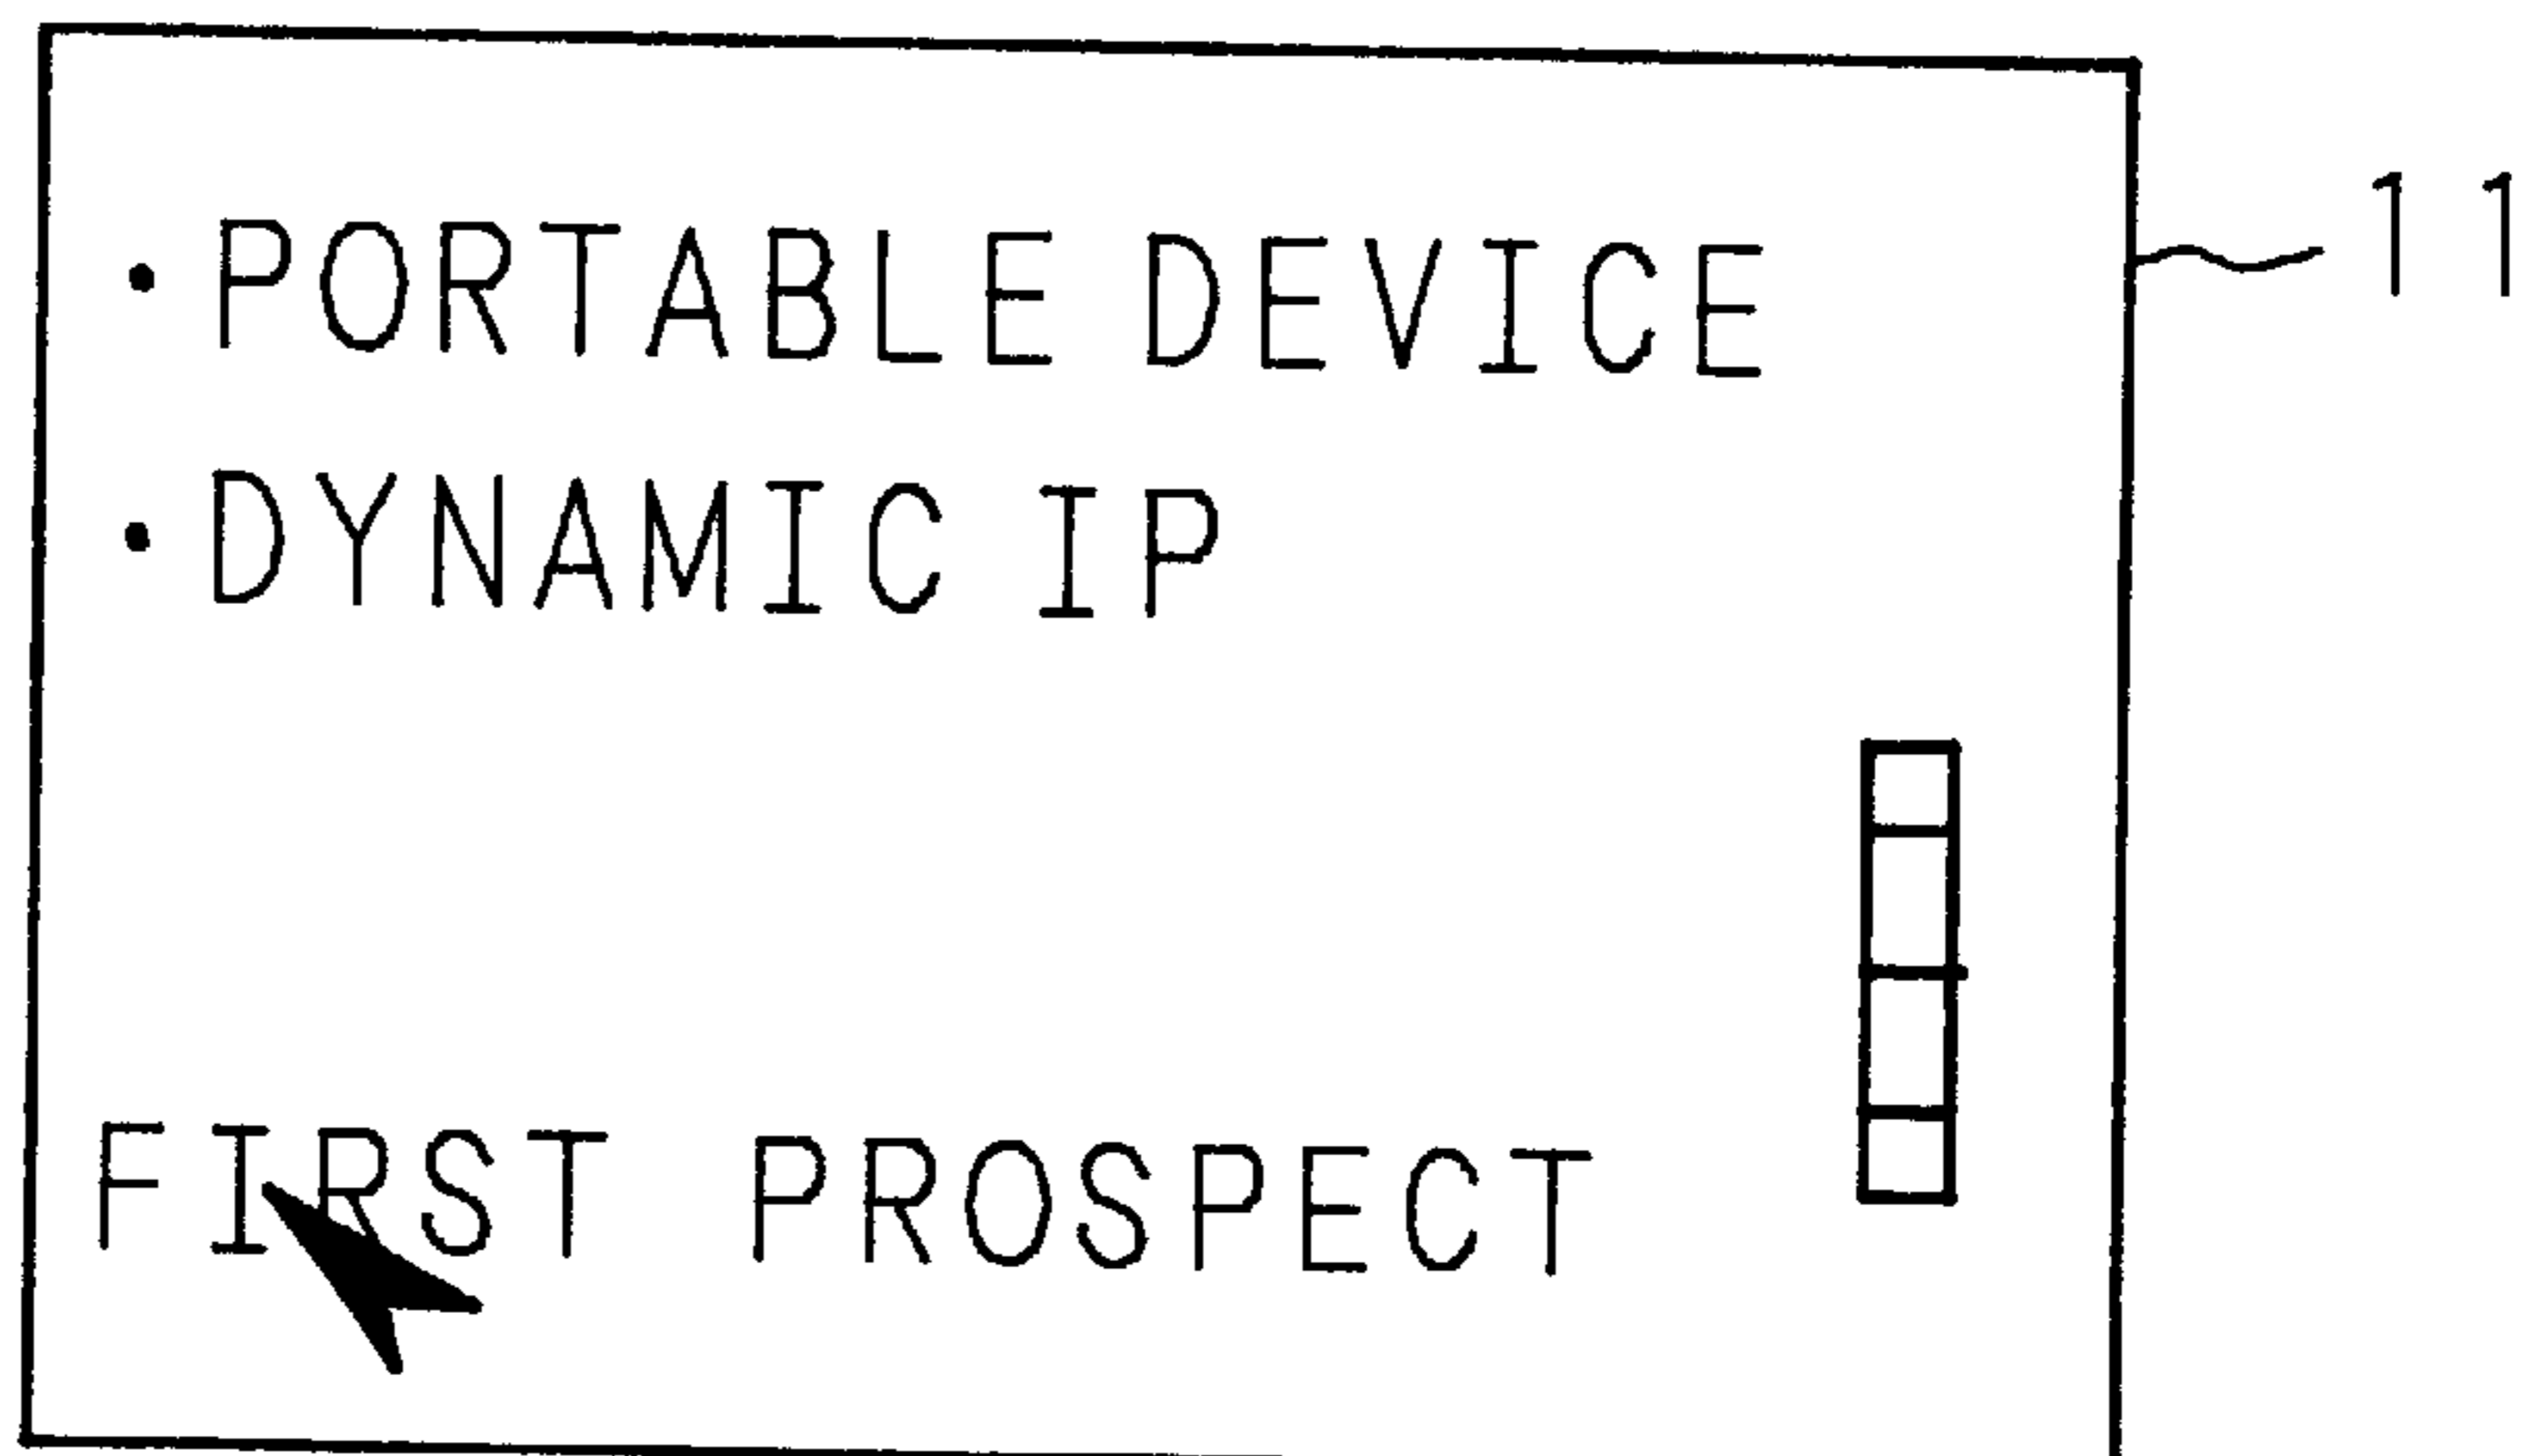 ・PORTABLE DEVICE
・DYNAMIC IP
FIRST PROSPECT
11